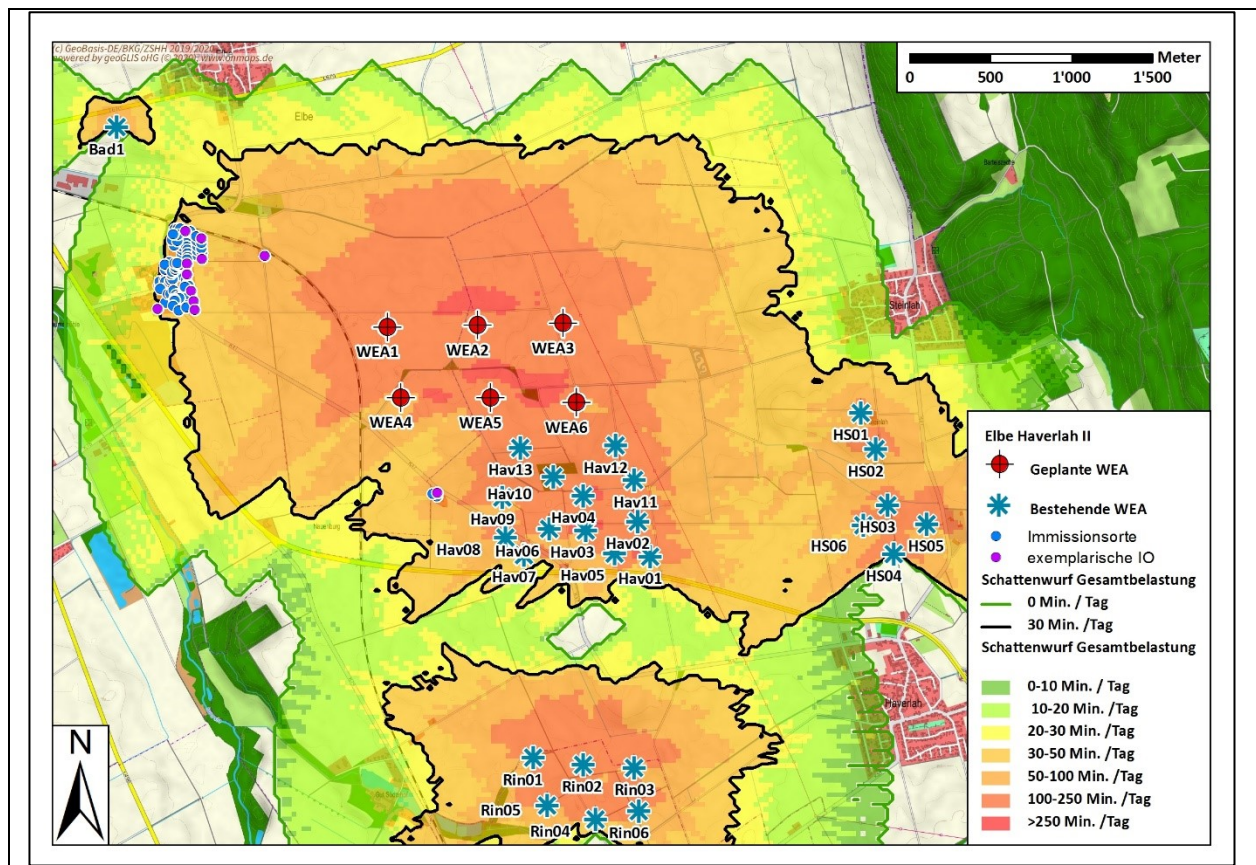 (c) GeoBasis-DE/BKG/ZSHH 2019/2020
powered by geoGLIS oHG (© 2020), www.onmaps.de
Meter
0 500 1'000 1'500
Elbe
Bad1
Steinlah
WEA1
WEA2
WEA3
WEA4
WEA5
WEA6
HS01
HS02
Hav13
Hav12
Hav10
Hav11
Hav09
Hav04
HS03
Hav08
Hav06
Hav03
Hav02
HS06
HS05
Hav07
Hav05
Hav01
HS04
Haverlah
Rin01
Rin02
Rin03
Rin05
Rin04
Rin06
N
Elbe Haverlah II
Geplante WEA
Bestehende WEA
Immissionsorte
exemplarische IO
Schattenwurf Gesamtbelastung
0 Min. / Tag
30 Min. /Tag
Schattenwurf Gesamtbelastung
0-10 Min. / Tag
10-20 Min. / Tag
20-30 Min. / Tag
30-50 Min. /Tag
50-100 Min. /Tag
100-250 Min. /Tag
>250 Min. /Tag